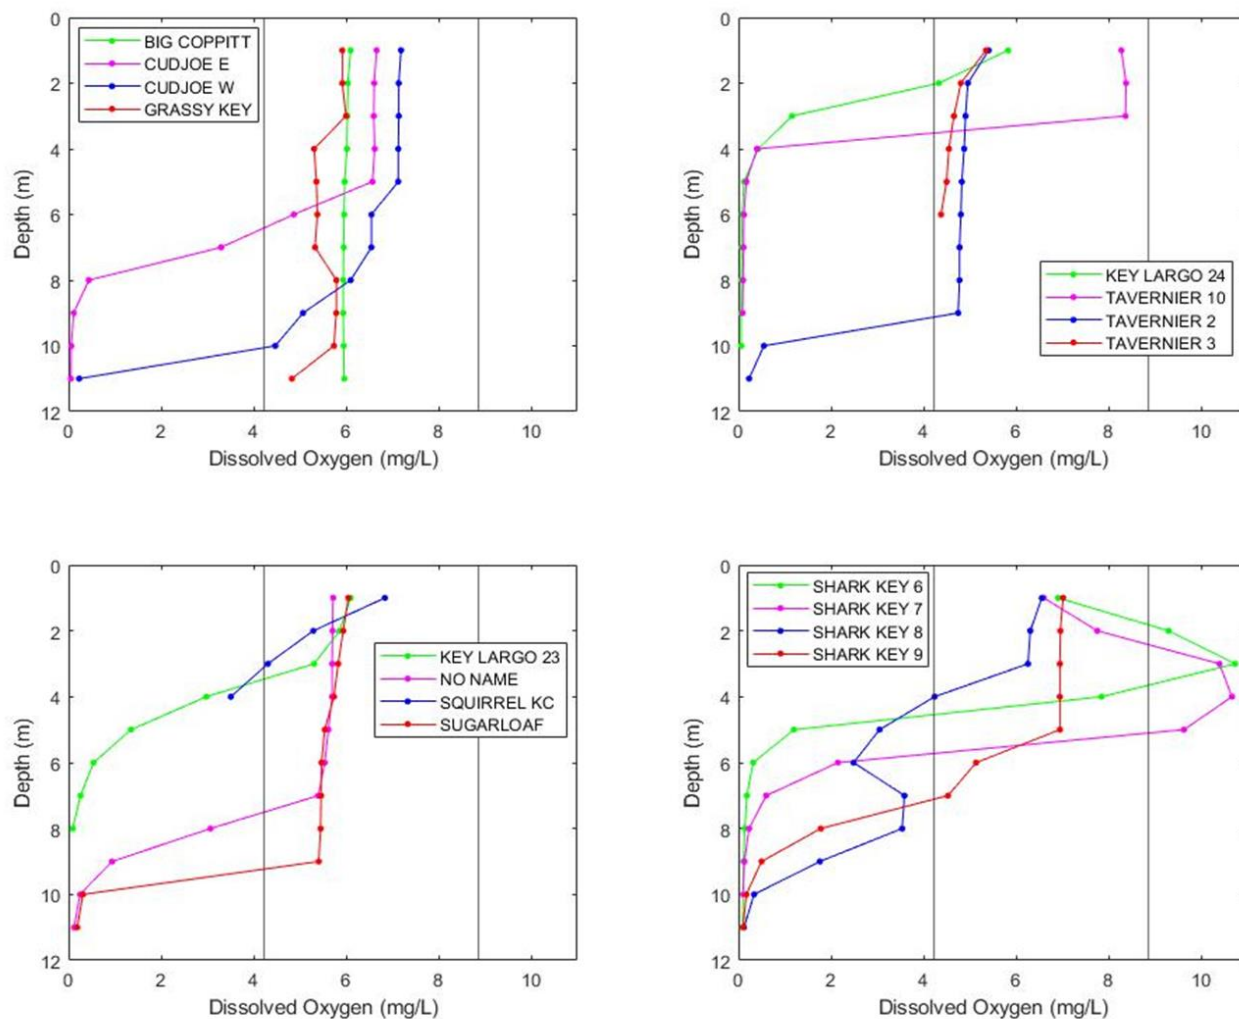 0
2
4
6
8
10
12
Depth (m)
BIG COPPITT
CUDJOE E
CUDJOE W
GRASSY KEY
0 2 4 6 8 10
Dissolved Oxygen (mg/L)
0
2
4
6
8
10
12
Depth (m)
KEY LARGO 24
TAVERNIER 10
TAVERNIER 2
TAVERNIER 3
0 2 4 6 8 10
Dissolved Oxygen (mg/L)
0
2
4
6
8
10
12
Depth (m)
KEY LARGO 23
NO NAME
SQUIRREL KC
SUGARLOAF
0 2 4 6 8 10
Dissolved Oxygen (mg/L)
0
2
4
6
8
10
12
Depth (m)
SHARK KEY 6
SHARK KEY 7
SHARK KEY 8
SHARK KEY 9
0 2 4 6 8 10
Dissolved Oxygen (mg/L)